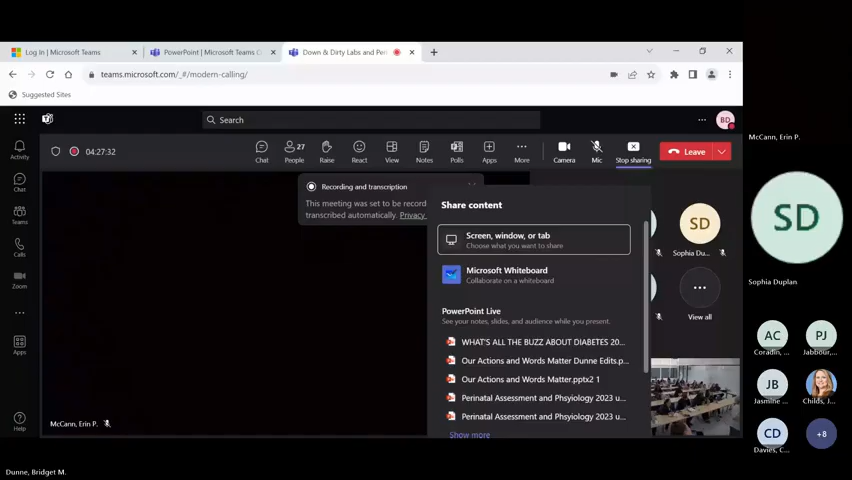 Log In | Microsoft Teams
PowerPoint | Microsoft Teams C
Down & Dirty Labs and Per
teams.microsoft.com/_#/modern-calling/
Suggested Sites
Search
BD
04:27:32
27
Chat
People
Raise
React
View
Notes
Polls
Apps
More
Camera
Mic
Stop sharing
Leave
Activity
Chat
Teams
Calls
Zoom
Apps
Help
Recording and transcription
This meeting was set to be record
transcribed automatically. Privacy
Share content
Screen, window, or tab
Choose what you want to share
Microsoft Whiteboard
Collaborate on a whiteboard
PowerPoint Live
See your notes, slides, and audience while you present.
WHAT'S ALL THE BUZZ ABOUT DIABETES 20...
Our Actions and Words Matter Dunne Edits.p...
Our Actions and Words Matter.pptx2 1
Perinatal Assessment and Phsyiology 2023 u...
Perinatal Assessment and Phsyiology 2023 u...
Show more
SD
Sophia Du...
View all
McCann, Erin P.
McCann, Erin P.
SD
Sophia Duplan
AC
Coradin, ...
PJ
Jabbour,...
JB
Jasmine ...
Childs, J...
CD
Davies, C...
+8
Dunne, Bridget M.